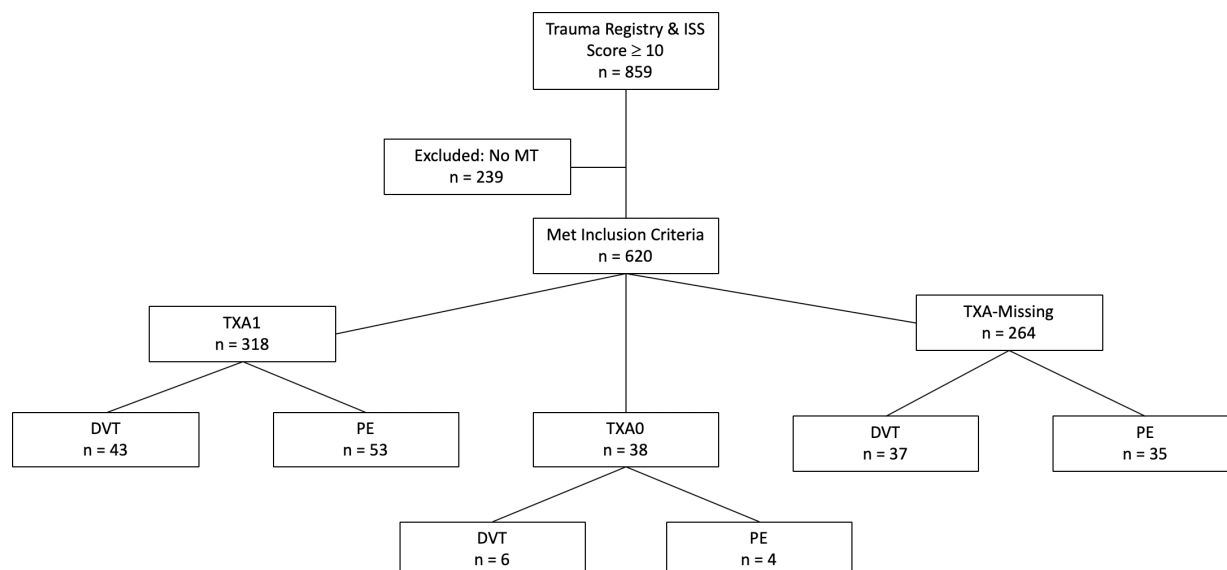 Trauma Registry & ISS
Score ≥ 10
n = 859
Excluded: No MT
n = 239
Met Inclusion Criteria
n = 620
TXA1
n = 318
TXA-Missing
n = 264
DVT
n = 43
PE
n = 53
TXA0
n = 38
DVT
n = 37
PE
n = 35
DVT
n = 6
PE
n = 4